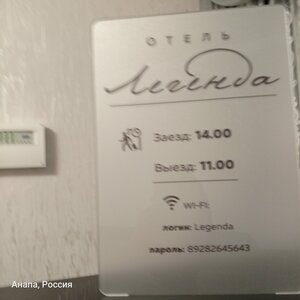 ОТЕЛЬ
Легенда
Заезд: 14.00
Выезд: 11.00
WI-FI:
логин: Legenda
пароль: 89282645643
Анапа, Россия